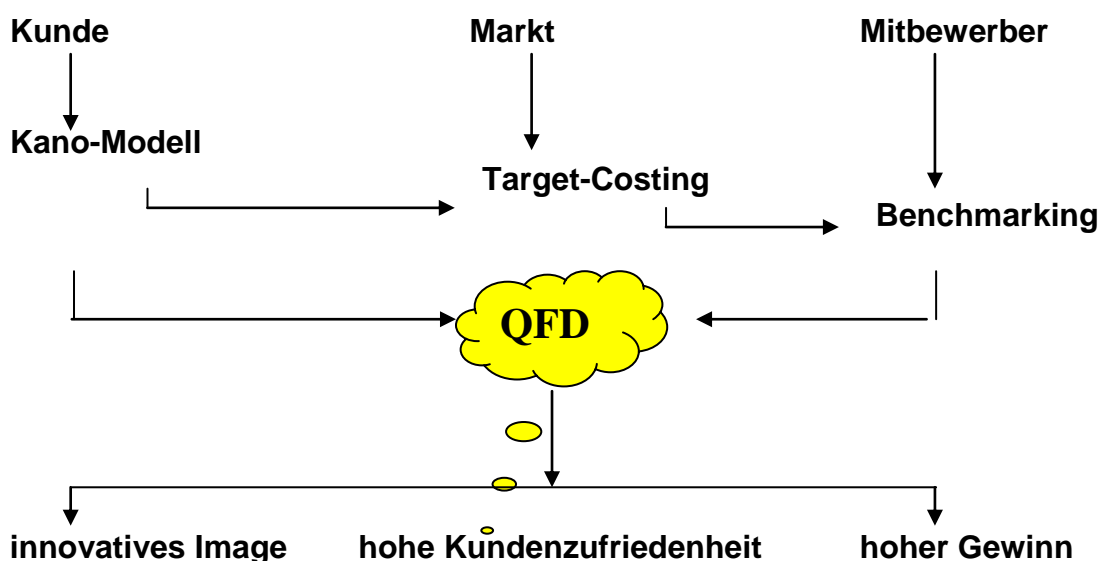 Kunde Markt Mitbewerber
Kano-Modell
Target-Costing
Benchmarking
QFD
innovatives Image hohe Kundenzufriedenheit hoher Gewinn